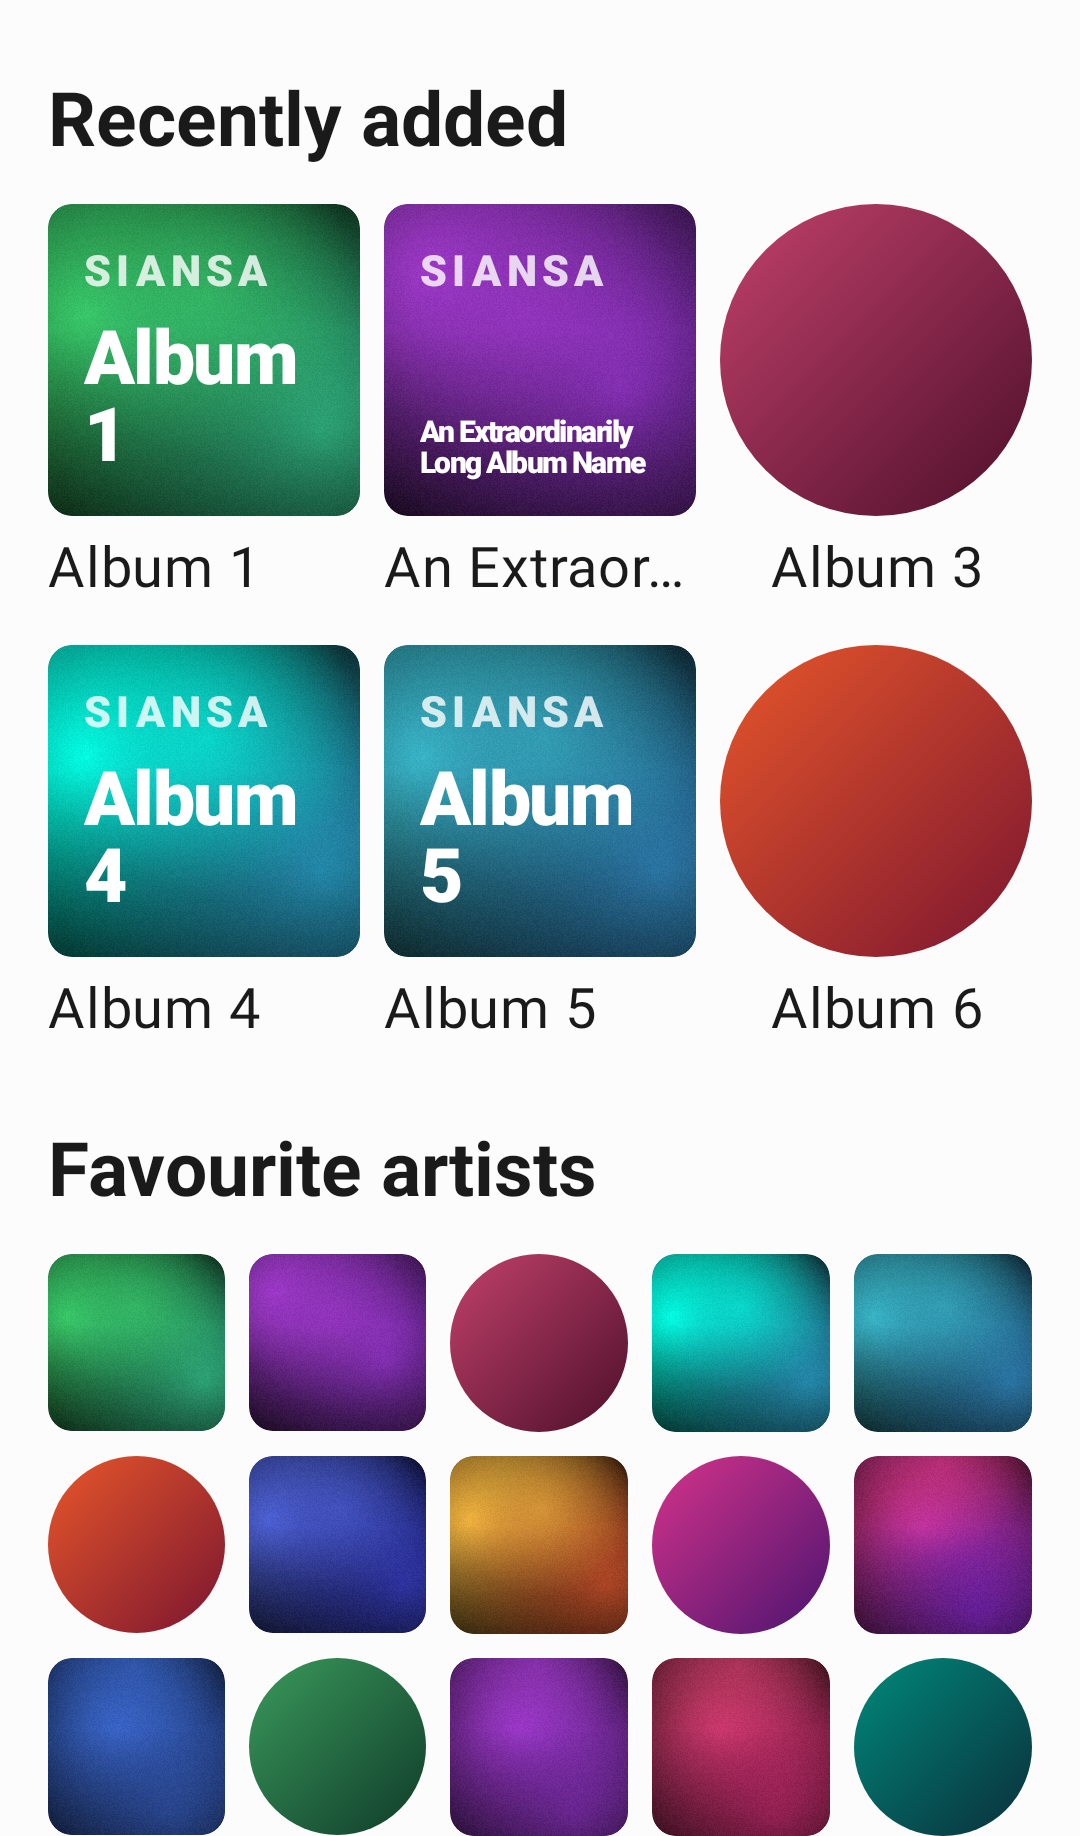 Recently added
SIANSA
Album
1
SIANSA
An Extraordinarily
Long Album Name
Album 1
An Extraor...
Album 3
SIANSA
Album
4
SIANSA
Album
5
Album 4
Album 5
Album 6
Favourite artists